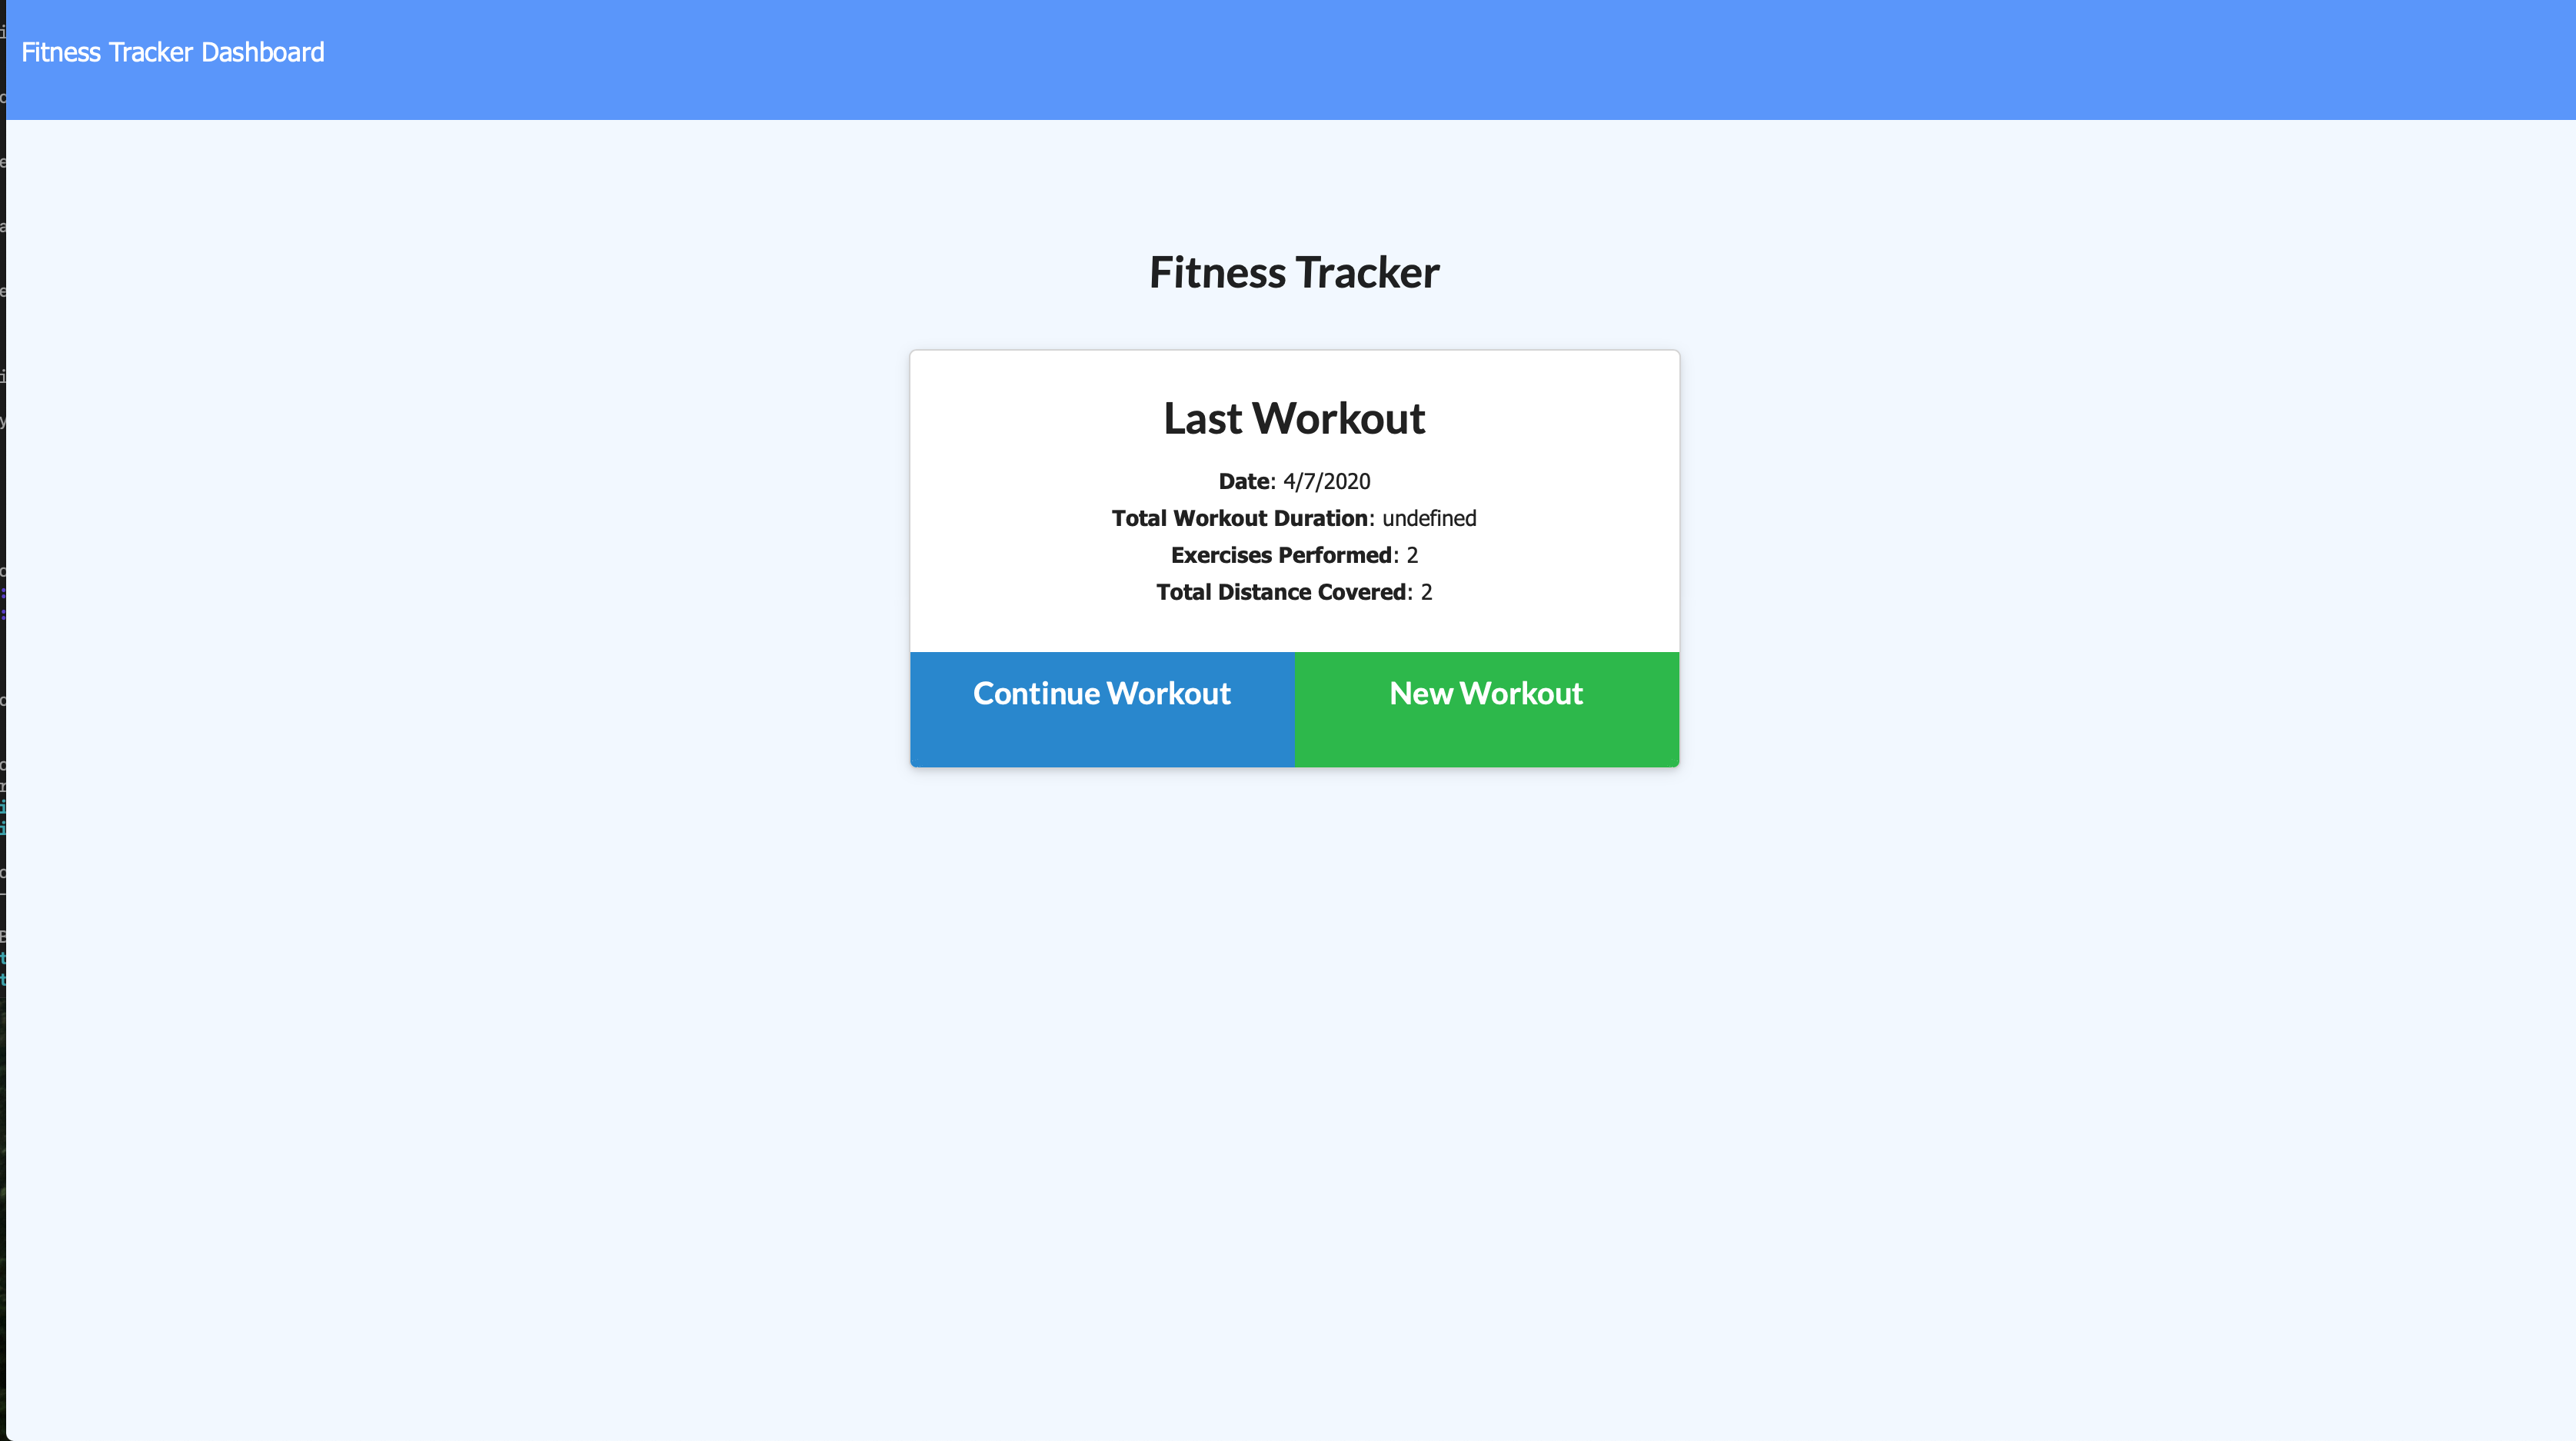 Fitness Tracker Dashboard
Fitness Tracker
Last Workout
Date: 4/7/2020
Total Workout Duration: undefined
Exercises Performed: 2
Total Distance Covered: 2
Continue Workout
New Workout